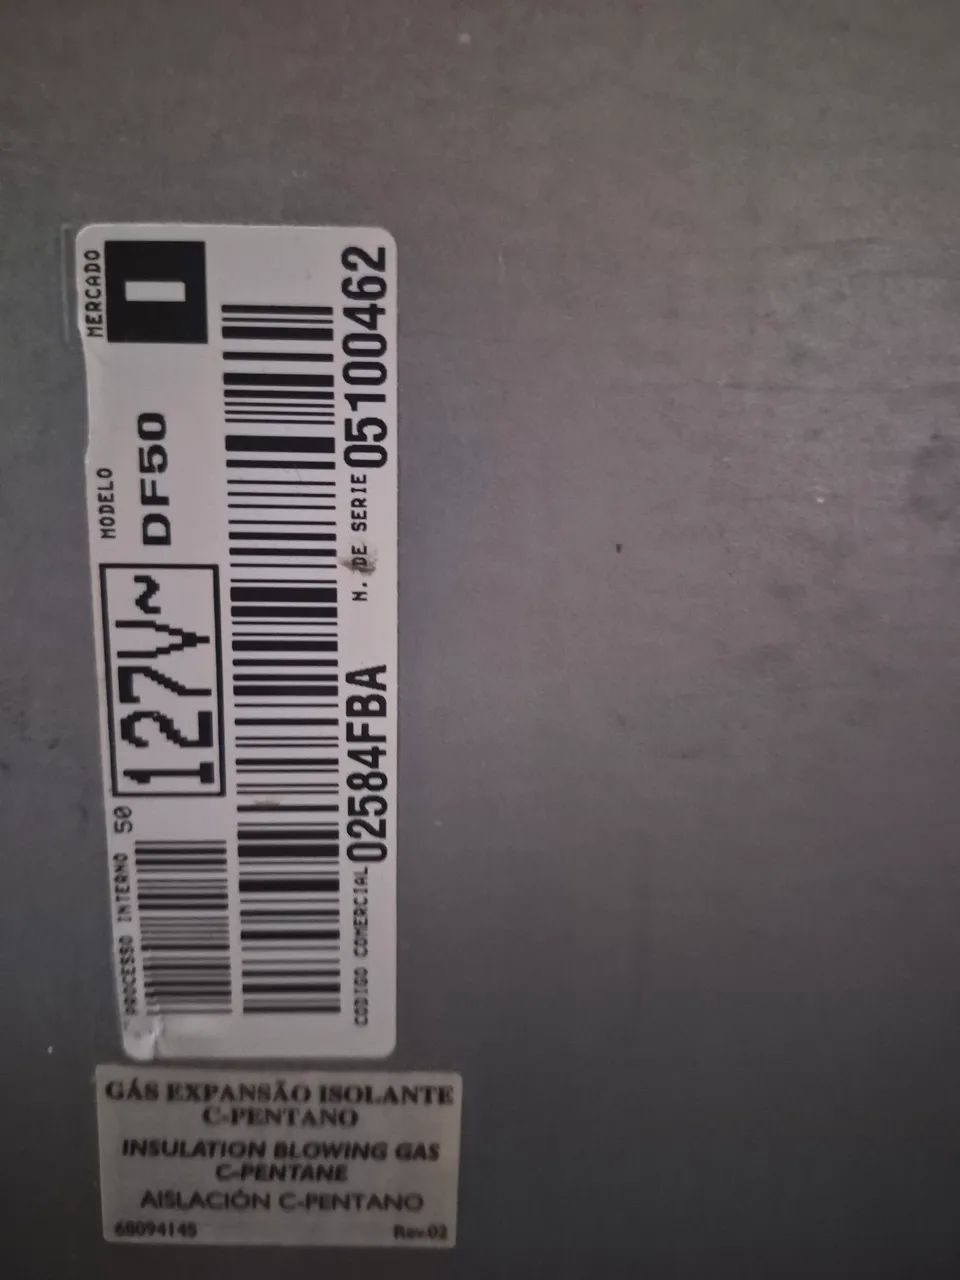 MERCADO
I
MODELO
DF50
127V~
PROCESSO INTERNO 50
CODIGO COMERCIAL 02584FBA
N. DE SERIE 05100462
GÁS EXPANSÃO ISOLANTE
C-PENTANO
INSULATION BLOWING GAS
C-PENTANE
AISLACIÓN C-PENTANO
68094145 Rev.02